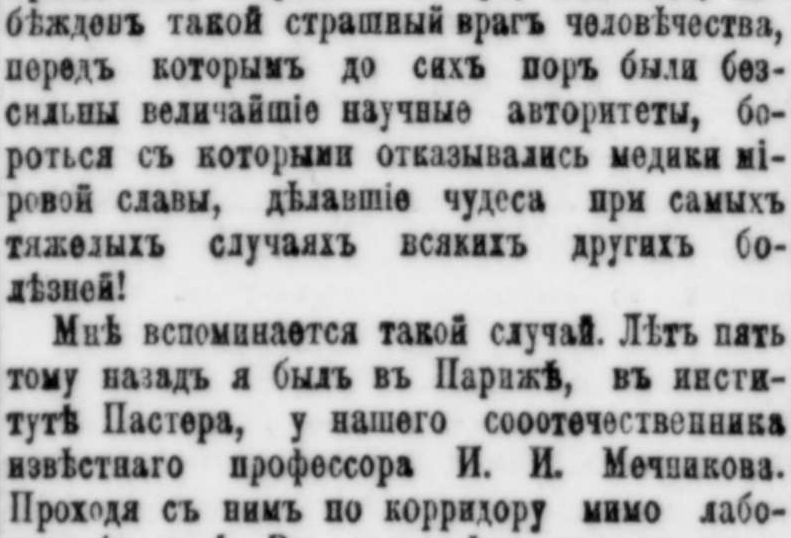 бѣжденъ такой страшный врагъ человѣчества,
передъ которымъ до сихъ поръ были без-
сильны величайшіе научные авторитеты, бо-
роться съ которыми отказывались медики мі-
ровой славы, дѣлавшіе чудеса при самыхъ
тяжелыхъ случаяхъ всякихъ другихъ бо-
лѣзней!
Мнѣ вспоминается такой случай. Лѣтъ пять
тому назадъ я былъ въ Парижѣ, въ инсти-
тутѣ Пастера, у нашего сооотечественника
извѣстнаго профессора И. И. Мечникова.
Проходя съ нимъ по корридору мимо лабо-